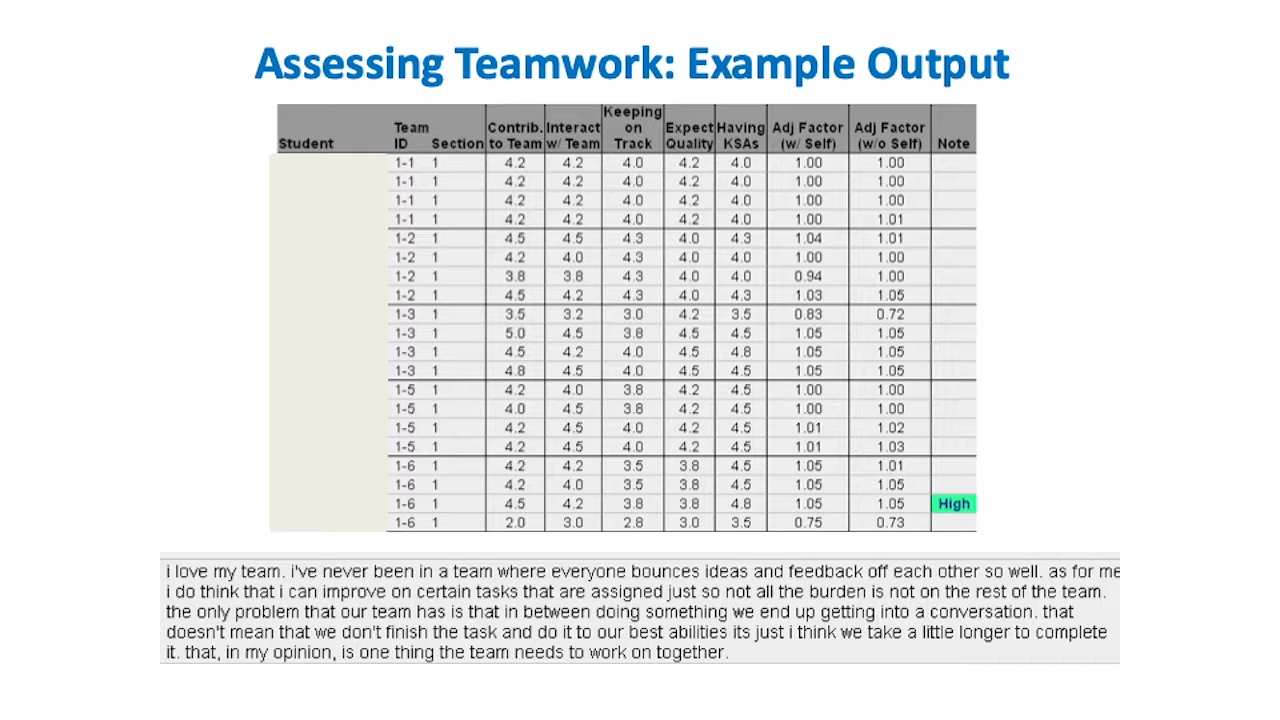 Assessing Teamwork: Example Output
Student Team ID Section Contrib. to Team Interact w/ Team Keeping on Track Expect Quality Having KSAs Adj Factor (w/ Self) Adj Factor (w/o Self) Note
1-1 1 4.2 4.2 4.0 4.2 4.0 1.00 1.00
1-1 1 4.2 4.2 4.0 4.2 4.0 1.00 1.00
1-1 1 4.2 4.2 4.0 4.2 4.0 1.00 1.00
1-1 1 4.2 4.2 4.0 4.2 4.0 1.00 1.01
1-2 1 4.5 4.5 4.3 4.0 4.3 1.04 1.01
1-2 1 4.2 4.0 4.3 4.0 4.0 1.00 1.00
1-2 1 3.8 3.8 4.3 4.0 4.0 0.94 1.00
1-2 1 4.5 4.2 4.3 4.0 4.3 1.03 1.05
1-3 1 3.5 3.2 3.0 4.2 3.5 0.83 0.72
1-3 1 5.0 4.5 3.8 4.5 4.5 1.05 1.05
1-3 1 4.5 4.2 4.0 4.5 4.8 1.05 1.05
1-3 1 4.8 4.5 4.0 4.5 4.5 1.05 1.05
1-5 1 4.2 4.0 3.8 4.2 4.5 1.00 1.00
1-5 1 4.0 4.5 3.8 4.2 4.5 1.00 1.00
1-5 1 4.2 4.5 4.0 4.2 4.5 1.01 1.02
1-5 1 4.2 4.5 4.0 4.2 4.5 1.01 1.03
1-6 1 4.2 4.2 3.5 3.8 4.5 1.05 1.01
1-6 1 4.2 4.0 3.5 3.8 4.5 1.05 1.05
1-6 1 4.5 4.2 3.8 3.8 4.8 1.05 1.05 High
1-6 1 2.0 3.0 2.8 3.0 3.5 0.75 0.73
i love my team. i've never been in a team where everyone bounces ideas and feedback off each other so well. as for me
i do think that i can improve on certain tasks that are assigned just so not all the burden is not on the rest of the team.
the only problem that our team has is that in between doing something we end up getting into a conversation. that
doesn't mean that we don't finish the task and do it to our best abilities its just i think we take a little longer to complete
it. that, in my opinion, is one thing the team needs to work on together.